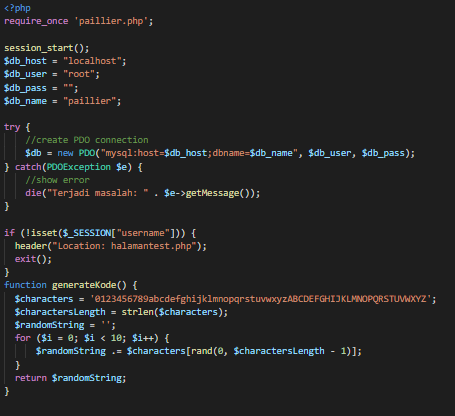 <?php
require_once 'paillier.php';
session_start();
$db_host = "localhost";
$db_user = "root";
$db_pass = "";
$db_name = "paillier";
try {
//create PDO connection
$db = new PDO("mysql:host=$db_host;dbname=$db_name", $db_user, $db_pass);
} catch(PDOException $e) {
//show error
die("Terjadi masalah: " . $e->getMessage());
}
if (!isset($_SESSION["username"])) {
header("Location: halamantest.php");
exit();
}
function generateKode() {
$characters = '0123456789abcdefghijklmnopqrstuvwxyzABCDEFGHIJKLMNOPQRSTUVWXYZ';
$charactersLength = strlen($characters);
$randomString = '';
for ($i = 0; $i < 10; $i++) {
$randomString .= $characters[rand(0, $charactersLength - 1)];
}
return $randomString;
}